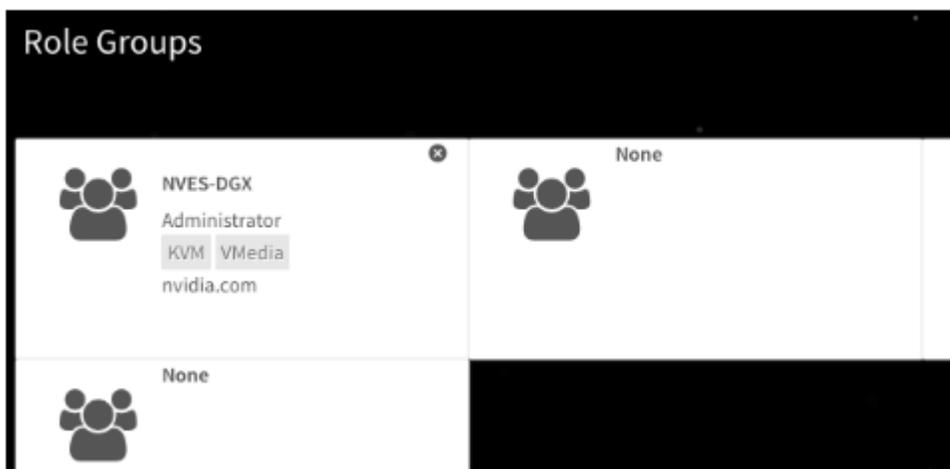 Role Groups
NVES-DGX
Administrator
KVM VMedia
nvidia.com
None
None